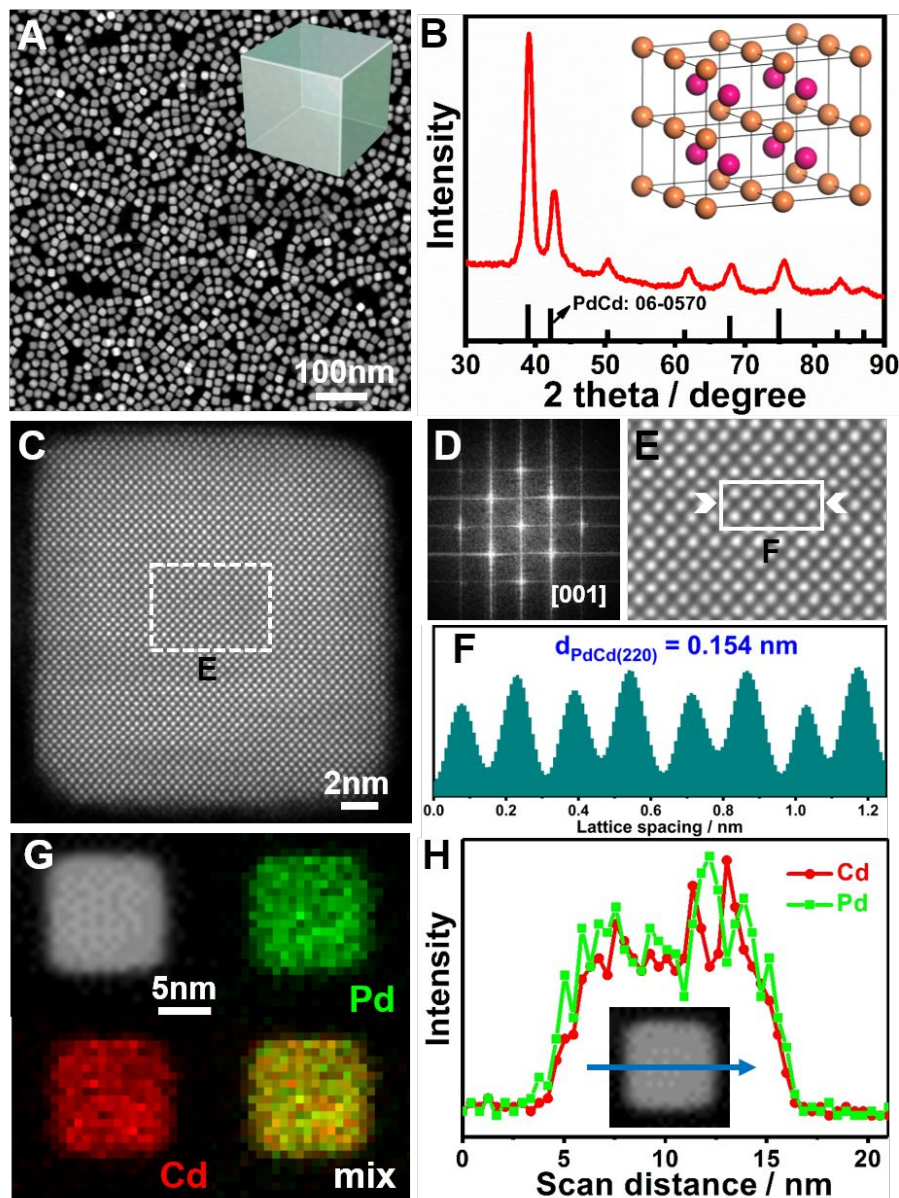 A
100nm
B
Intensity
PdCd: 06-0570
30 40 50 60 70 80 90
2 theta / degree
C
E
2nm
D
[001]
E
F
F
dPdCd(220) = 0.154 nm
0.0 0.2 0.4 0.6 0.8 1.0 1.2
Lattice spacing / nm
G
5nm
Pd
Cd
mix
H
Cd
Pd
Intensity
0 5 10 15 20
Scan distance / nm